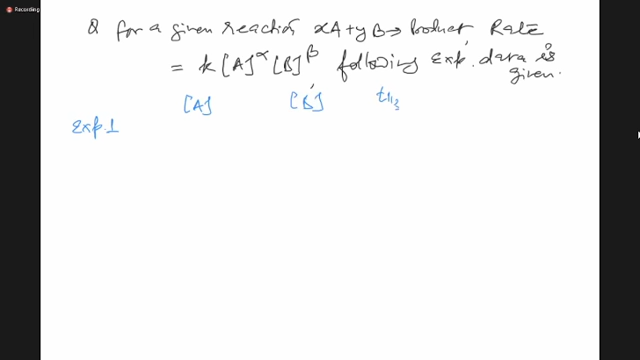 Recording
Q for a given reaction xA+yB→product Rate
= k[A]^α[B]^β following exp. data is given.
[A] [B] t1/2
Exp.1